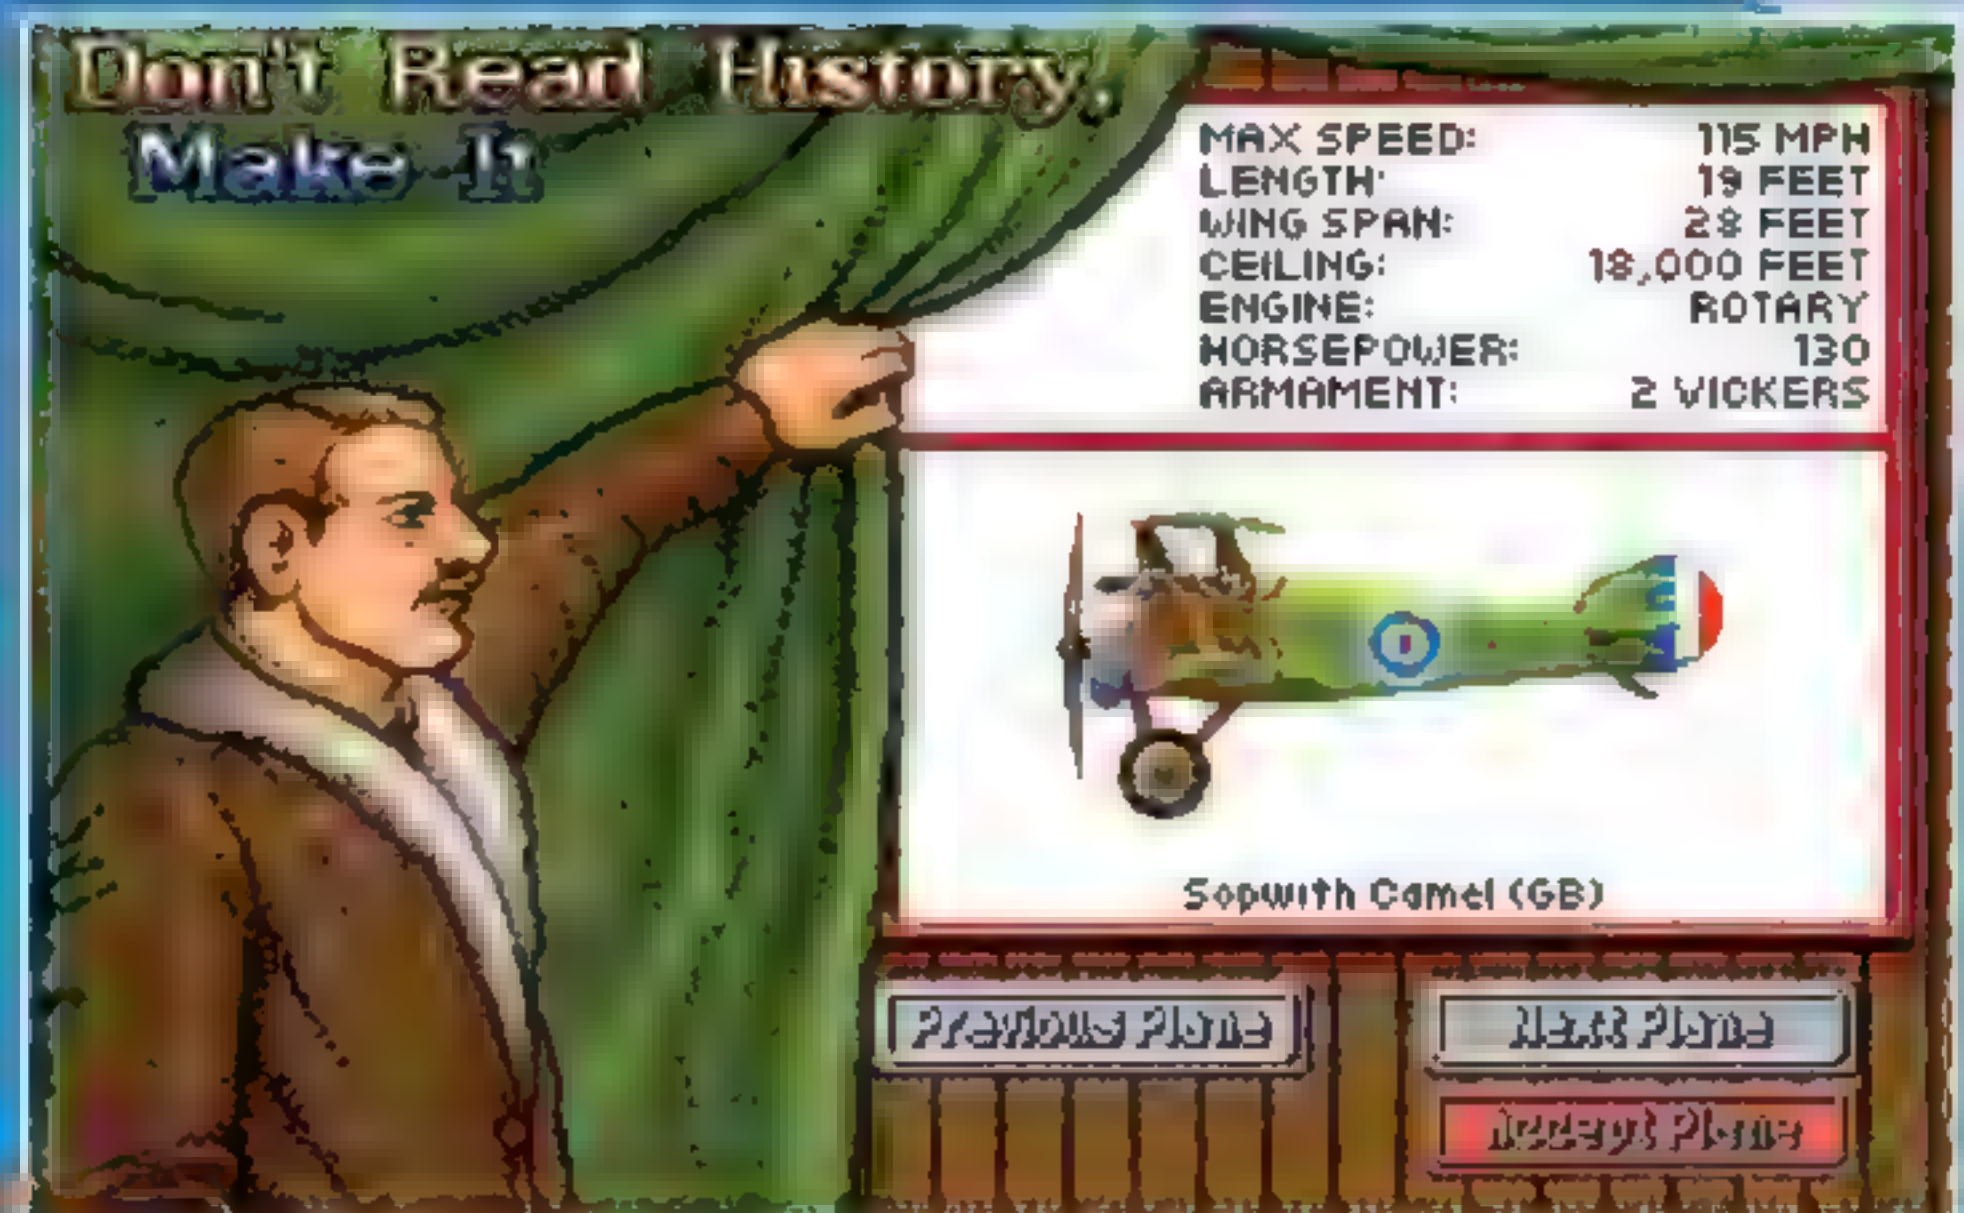 Don't Read History,
Make It
MAX SPEED: 115 MPH
LENGTH: 19 FEET
WING SPAN: 28 FEET
CEILING: 18,000 FEET
ENGINE: ROTARY
HORSEPOWER: 130
ARMAMENT: 2 VICKERS
Sopwith Camel (GB)
Previous Plane
Next Plane
Accept Plane